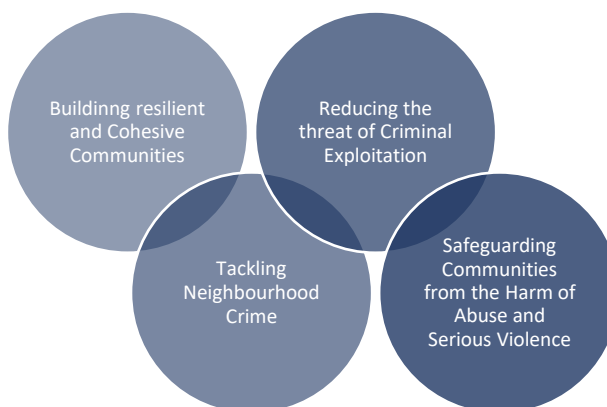 Buildinng resilient
and Cohesive
Communities
Reducing the
threat of Criminal
Exploitation
Tackling
Neighbourhood
Crime
Safeguarding
Communities
from the Harm of
Abuse and
Serious Violence